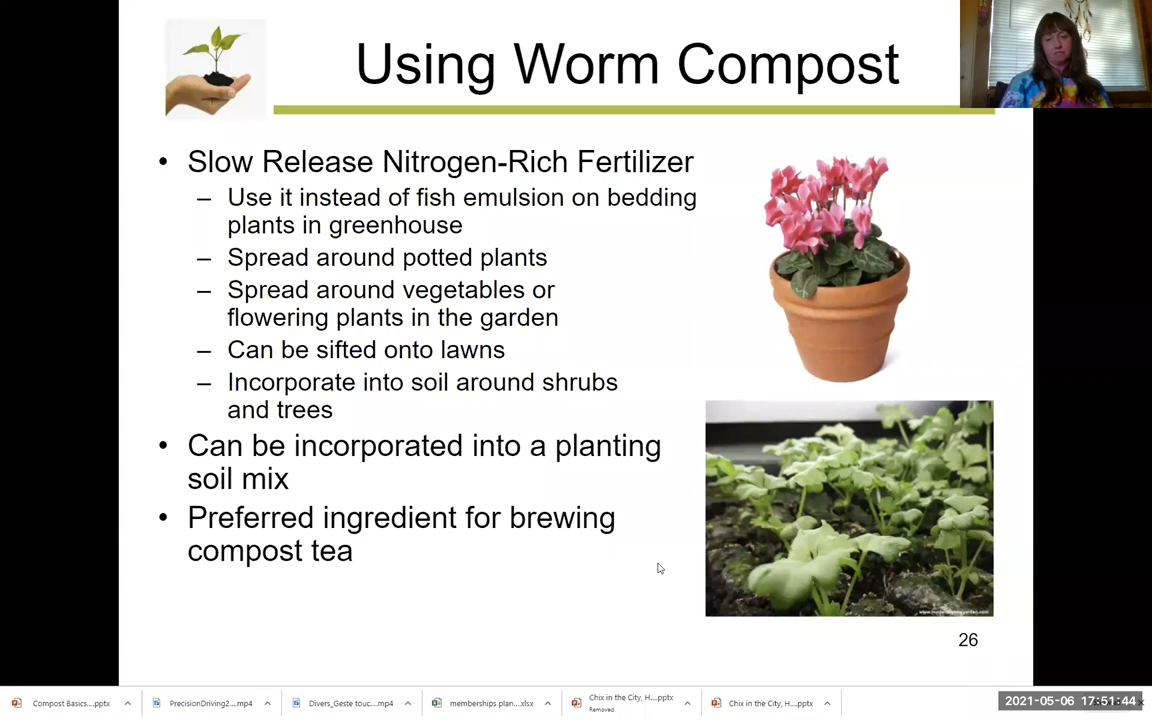 Using Worm Compost
• Slow Release Nitrogen-Rich Fertilizer
– Use it instead of fish emulsion on bedding
plants in greenhouse
– Spread around potted plants
– Spread around vegetables or
flowering plants in the garden
– Can be sifted onto lawns
– Incorporate into soil around shrubs
and trees
• Can be incorporated into a planting
soil mix
• Preferred ingredient for brewing
compost tea
26
Compost Basics....pptx
PrecisionDriving2....mp4
Divers_Geste touc....mp4
memberships plan....xlsx
Chix in the City, H....pptx
Removed
Chix in the City, H....pptx
2021-05-06 17:51:44